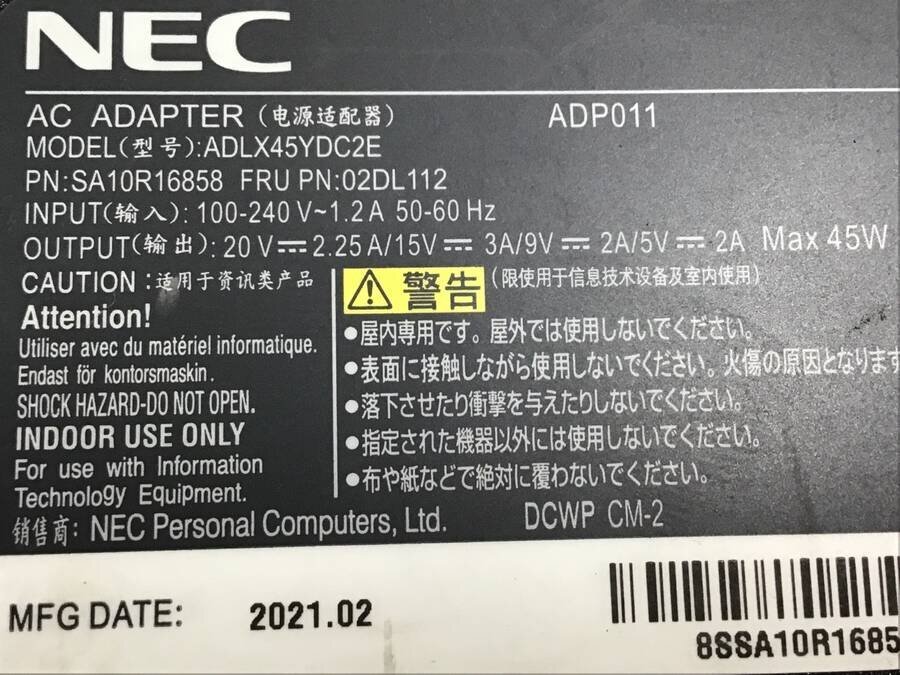 NEC
AC ADAPTER (电源适配器) ADP011
MODEL(型号):ADLX45YDC2E
PN:SA10R16858 FRU PN:02DL112
INPUT(输入): 100-240 V~1.2 A 50-60 Hz
OUTPUT(输出): 20 V⎓2.25 A/15V⎓ 3A/9V ⎓ 2A/5V ⎓ 2A Max 45W
CAUTION :适用于资讯类产品
Attention!
Utiliser avec du matériel informatique.
Endast för kontorsmaskin.
SHOCK HAZARD-DO NOT OPEN.
INDOOR USE ONLY
For use with Information
Technology Equipment.
⚠警告 (限使用于信息技术设备及室内使用)
●屋内専用です。屋外では使用しないでください。
●表面に接触しながら使用しないでください。火傷の原因となります
●落下させたり衝撃を与えたりしないでください。
●指定された機器以外には使用しないでください。
●布や紙などで絶対に覆わないでください。
销售商: NEC Personal Computers, Ltd. DCWP CM-2
MFG DATE: 2021.02
8SSA10R1685